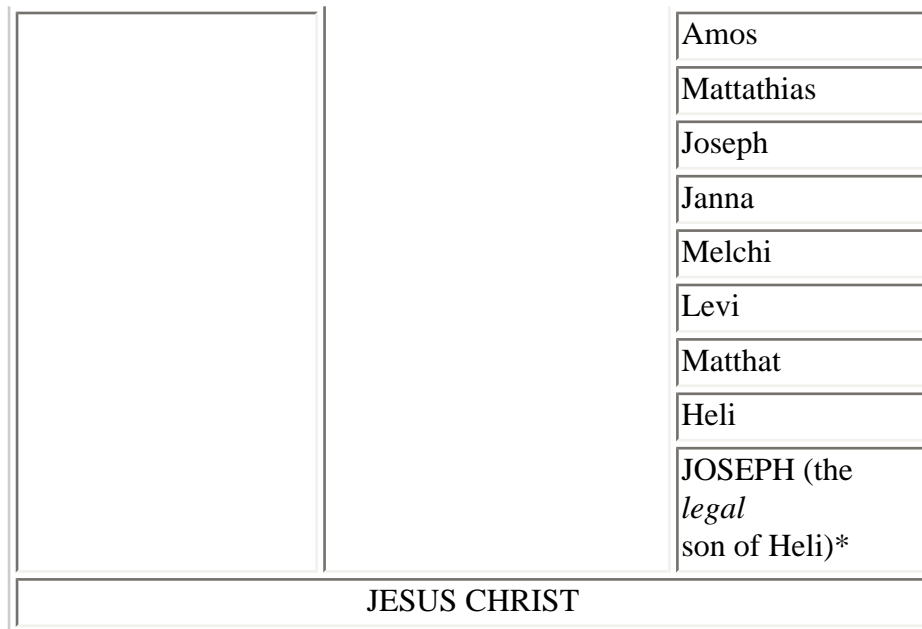 Amos
Mattathias
Joseph
Janna
Melchi
Levi
Matthat
Heli
JOSEPH (the
legal
son of Heli)*
JESUS CHRIST